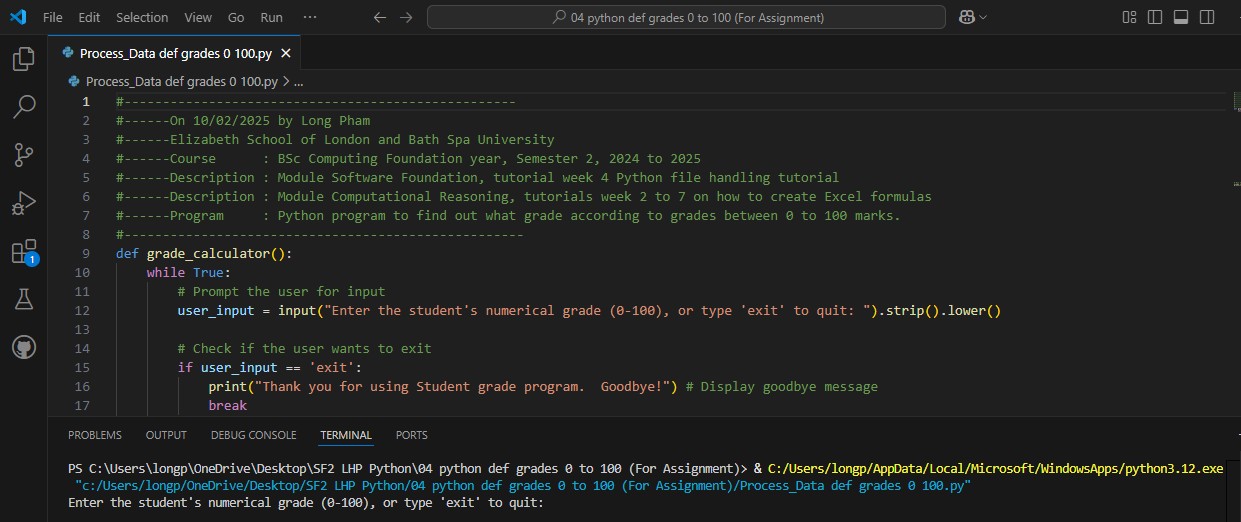 File Edit Selection View Go Run ··· 04 python def grades 0 to 100 (For Assignment)
Process_Data def grades 0 100.py
Process_Data def grades 0 100.py > ...
1 #---------------------------------------------------
2 #------On 10/02/2025 by Long Pham
3 #------Elizabeth School of London and Bath Spa University
4 #------Course      : BSc Computing Foundation year, Semester 2, 2024 to 2025
5 #------Description : Module Software Foundation, tutorial week 4 Python file handling tutorial
6 #------Description : Module Computational Reasoning, tutorials week 2 to 7 on how to create Excel formulas
7 #------Program     : Python program to find out what grade according to grades between 0 to 100 marks.
8 #----------------------------------------------------
9 def grade_calculator():
10     while True:
11         # Prompt the user for input
12         user_input = input("Enter the student's numerical grade (0-100), or type 'exit' to quit: ").strip().lower()
13
14         # Check if the user wants to exit
15         if user_input == 'exit':
16             print("Thank you for using Student grade program.  Goodbye!") # Display goodbye message
17             break
1
PROBLEMS OUTPUT DEBUG CONSOLE TERMINAL PORTS
PS C:\Users\longp\OneDrive\Desktop\SF2 LHP Python\04 python def grades 0 to 100 (For Assignment)> & C:/Users/longp/AppData/Local/Microsoft/WindowsApps/python3.12.exe
"c:/Users/longp/OneDrive/Desktop/SF2 LHP Python/04 python def grades 0 to 100 (For Assignment)/Process_Data def grades 0 100.py"
Enter the student's numerical grade (0-100), or type 'exit' to quit: